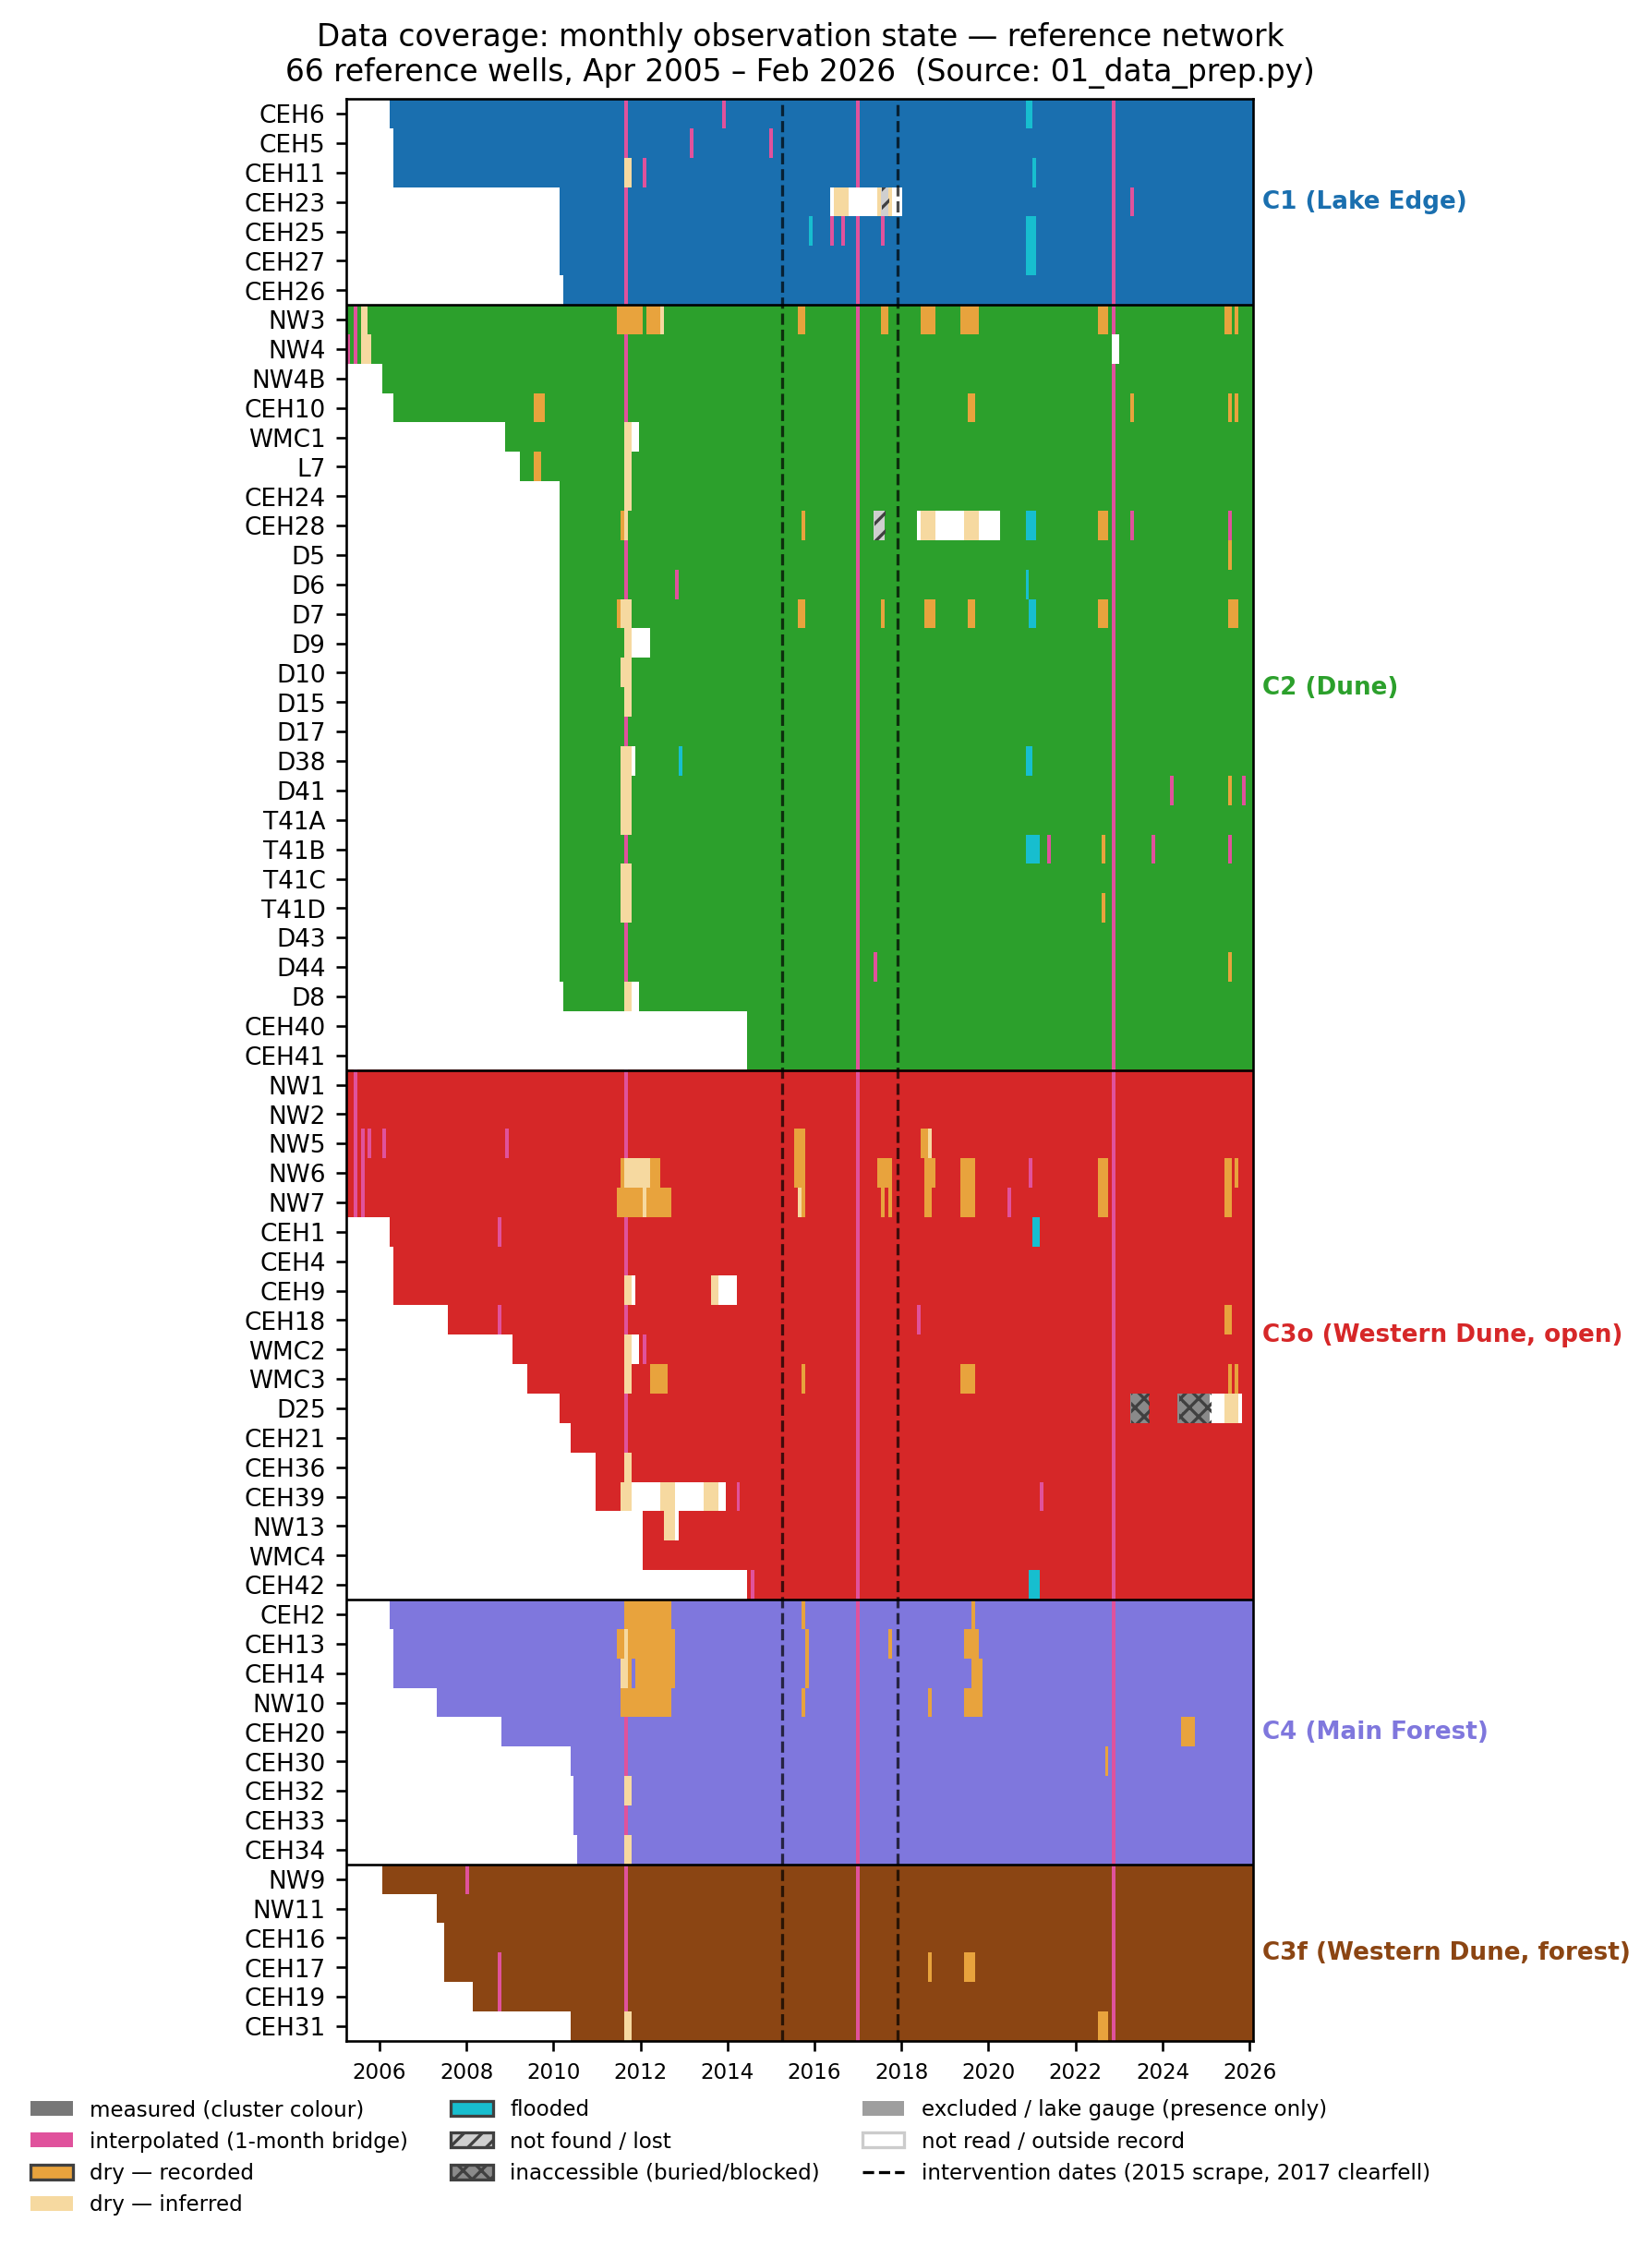 Data coverage: monthly observation state — reference network
66 reference wells, Apr 2005 – Feb 2026  (Source: 01_data_prep.py)
CEH6
CEH5
CEH11
CEH23
CEH25
CEH27
CEH26
C1 (Lake Edge)
NW3
NW4
NW4B
CEH10
WMC1
L7
CEH24
CEH28
D5
D6
D7
D9
D10
D15
D17
D38
D41
T41A
T41B
T41C
T41D
D43
D44
D8
CEH40
CEH41
C2 (Dune)
NW1
NW2
NW5
NW6
NW7
CEH1
CEH4
CEH9
CEH18
WMC2
WMC3
D25
CEH21
CEH36
CEH39
NW13
WMC4
CEH42
C3o (Western Dune, open)
CEH2
CEH13
CEH14
NW10
CEH20
CEH30
CEH32
CEH33
CEH34
C4 (Main Forest)
NW9
NW11
CEH16
CEH17
CEH19
CEH31
C3f (Western Dune, forest)
2006 2008 2010 2012 2014 2016 2018 2020 2022 2024 2026
measured (cluster colour)
interpolated (1-month bridge)
dry — recorded
dry — inferred
flooded
not found / lost
inaccessible (buried/blocked)
excluded / lake gauge (presence only)
not read / outside record
intervention dates (2015 scrape, 2017 clearfell)